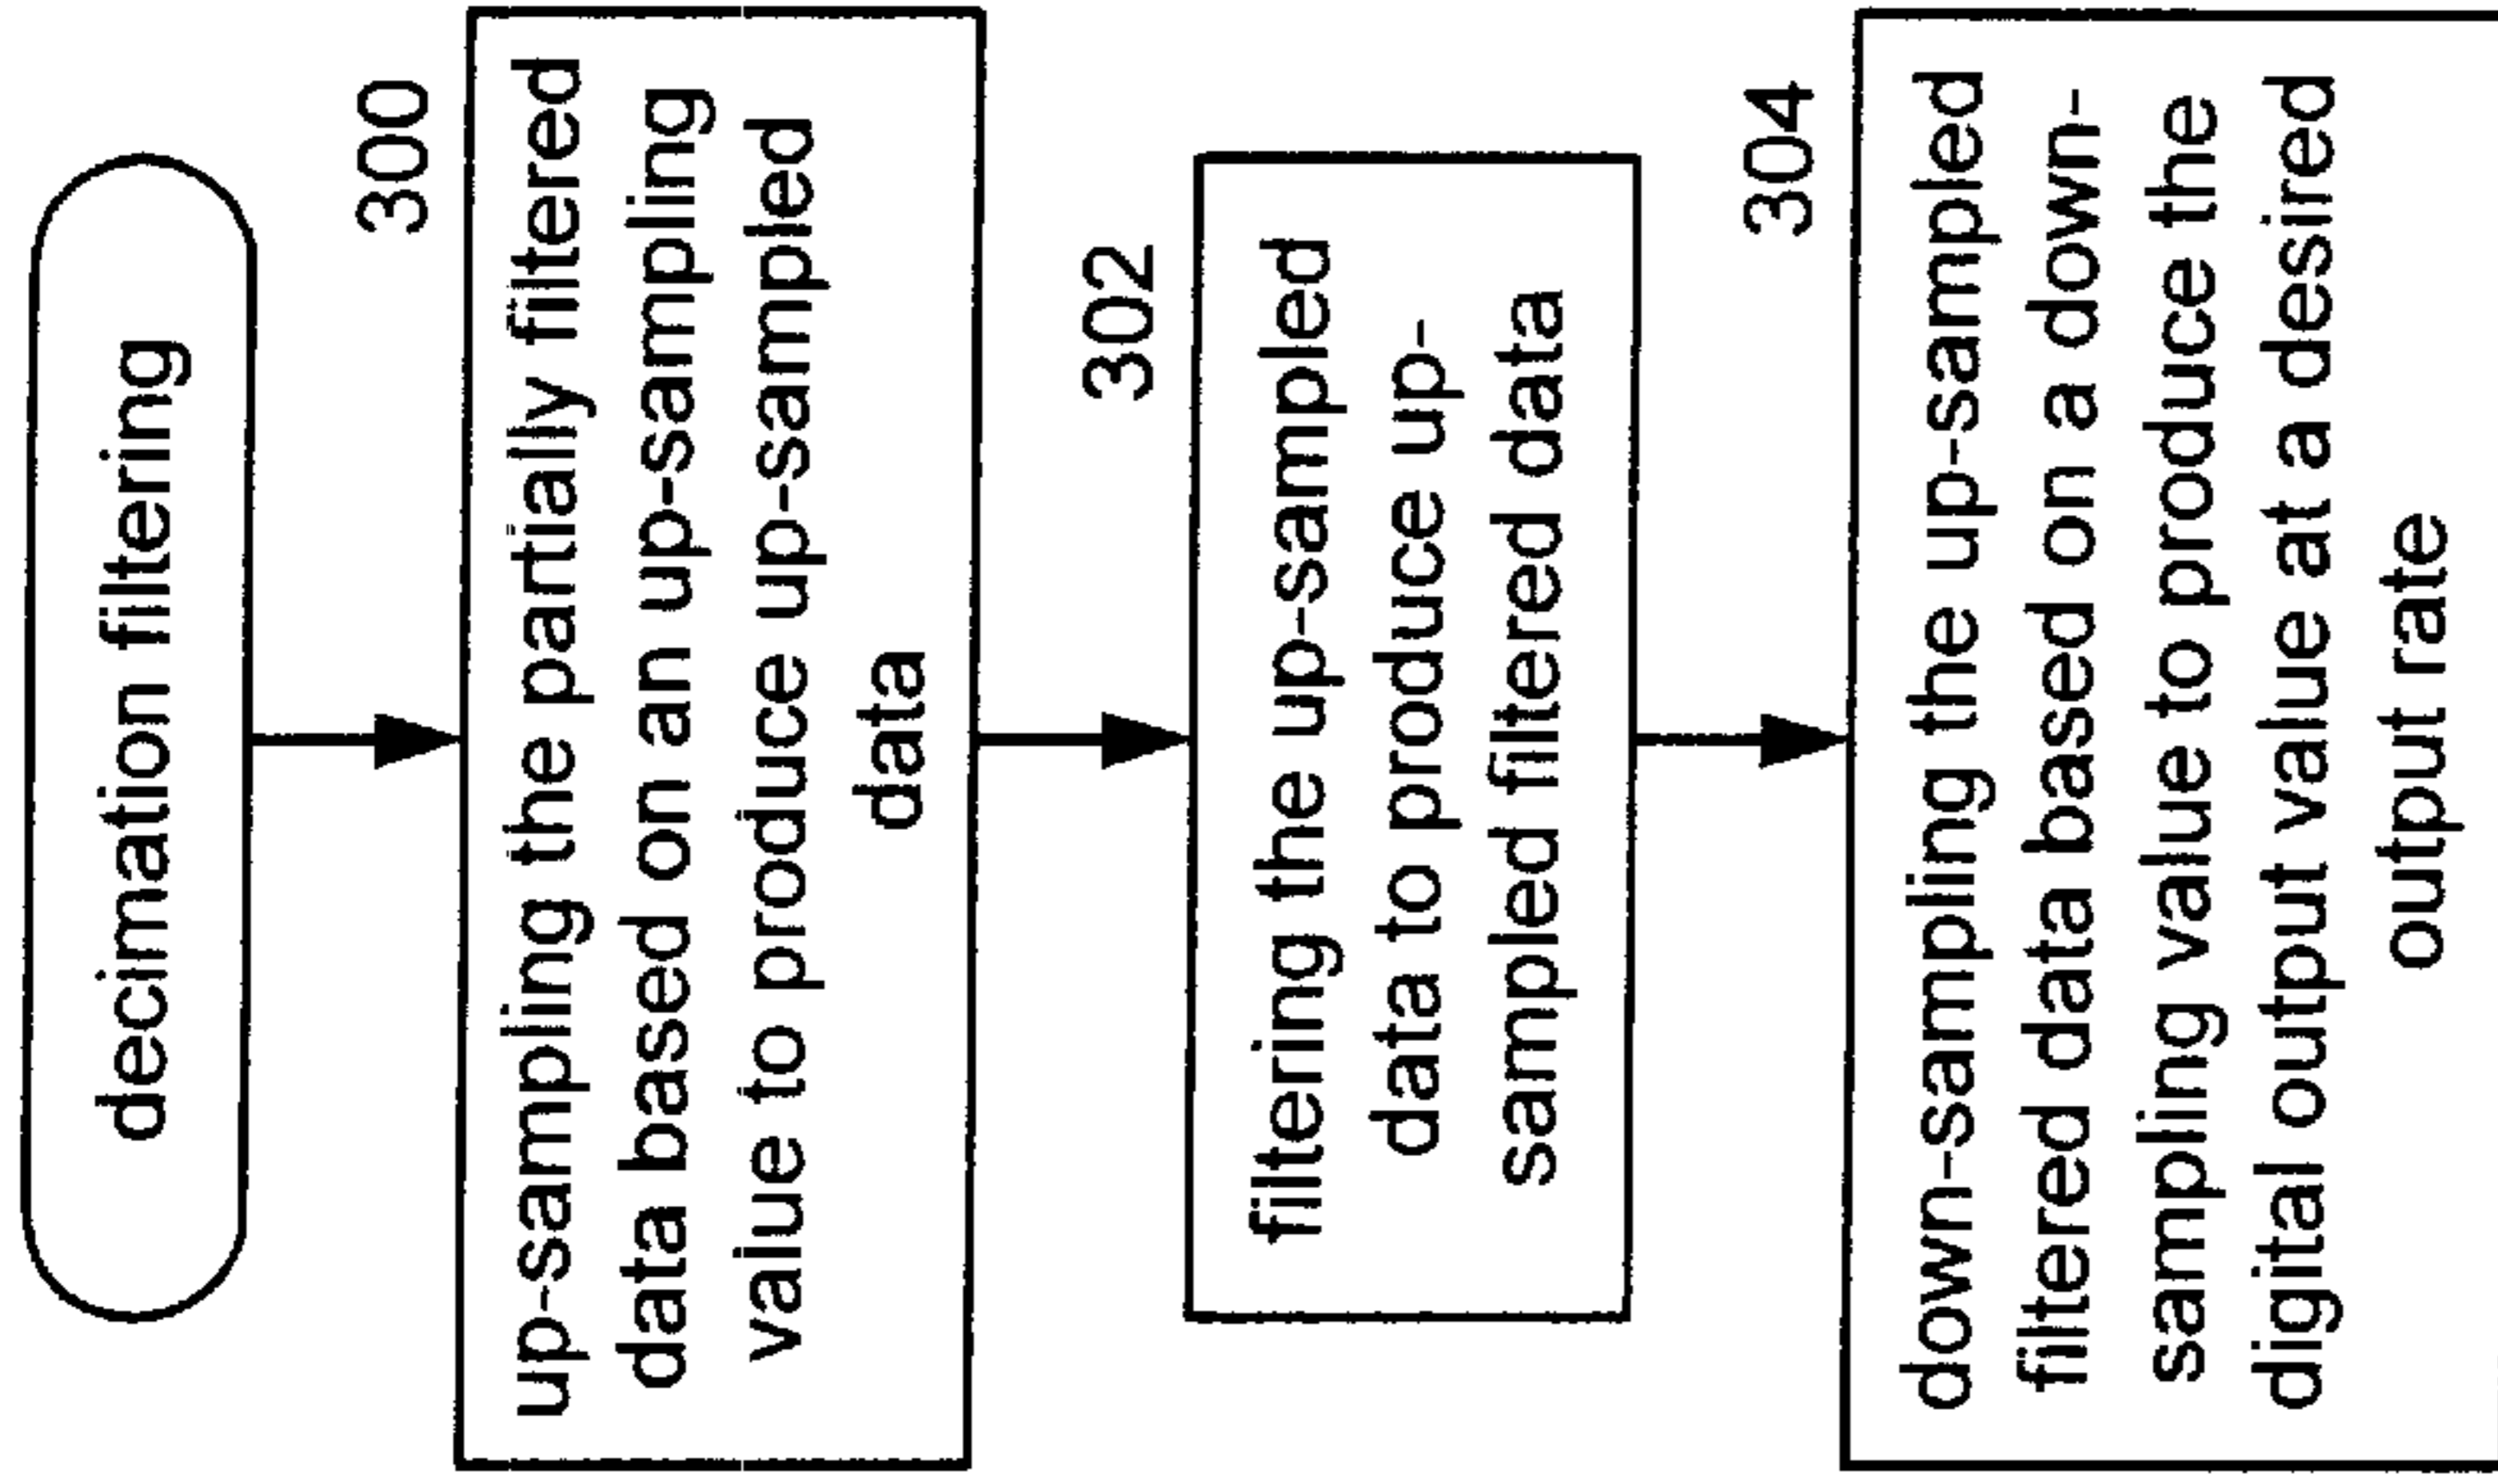 decimation filtering
300
up-sampling the partially filtered
data based on an up-sampling
value to produce up-sampled
data
302
filtering the up-sampled
data to produce up-
sampled filtered data
304
down-sampling the up-sampled
filtered data based on a down-
sampling value to produce the
digital output value at a desired
output rate